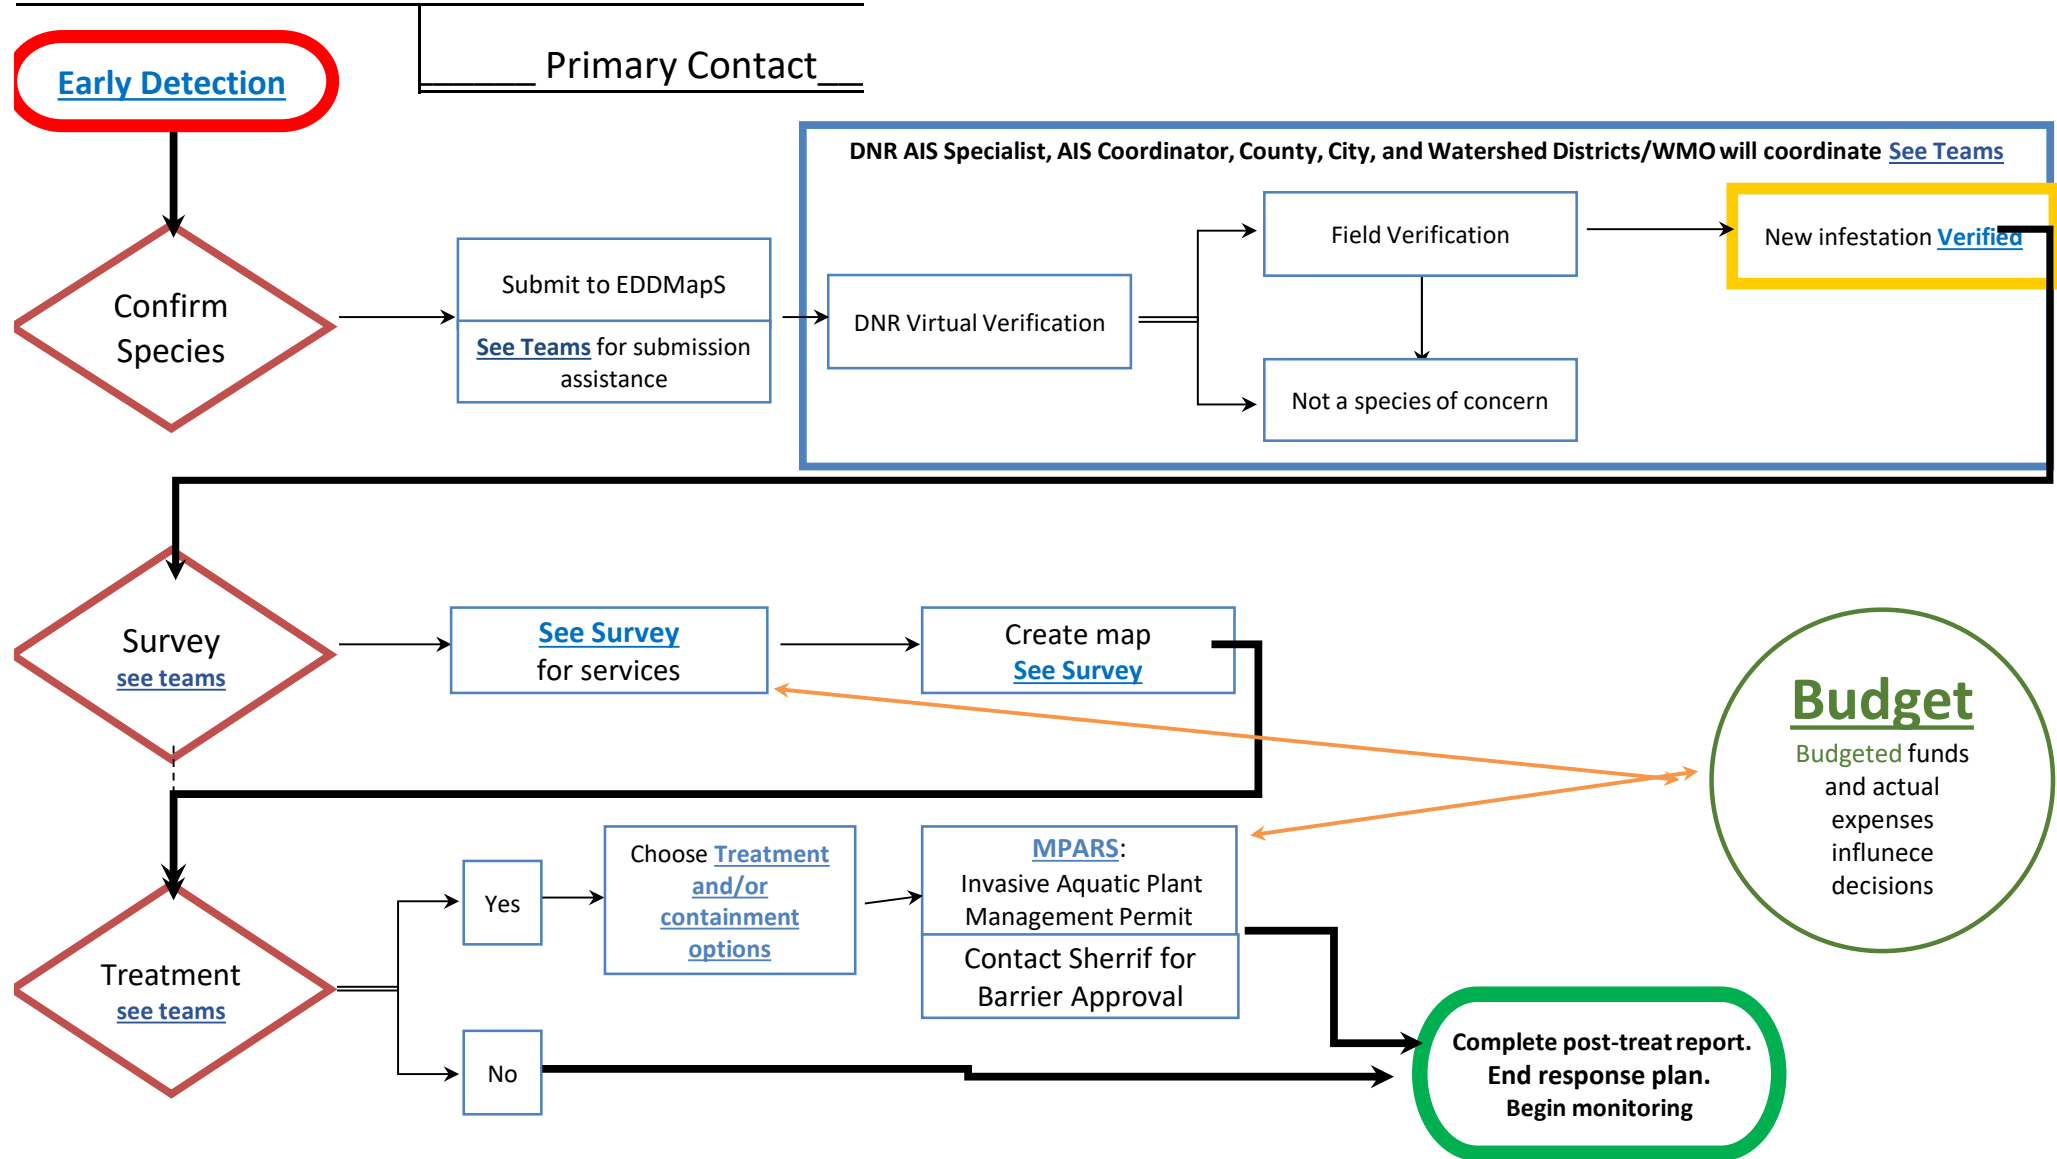 ______ Primary Contact__
Early Detection
DNR AIS Specialist, AIS Coordinator, County, City, and Watershed Districts/WMO will coordinate See Teams
Confirm
Species
Submit to EDDMapS
See Teams for submission
assistance
DNR Virtual Verification
Field Verification
Not a species of concern
New infestation Verified
Survey
see teams
See Survey
for services
Create map
See Survey
Budget
Budgeted funds
and actual
expenses
influnece
decisions
Treatment
see teams
Yes
No
Choose Treatment
and/or
containment
options
MPARS:
Invasive Aquatic Plant
Management Permit
Contact Sherrif for
Barrier Approval
Complete post-treat report.
End response plan.
Begin monitoring